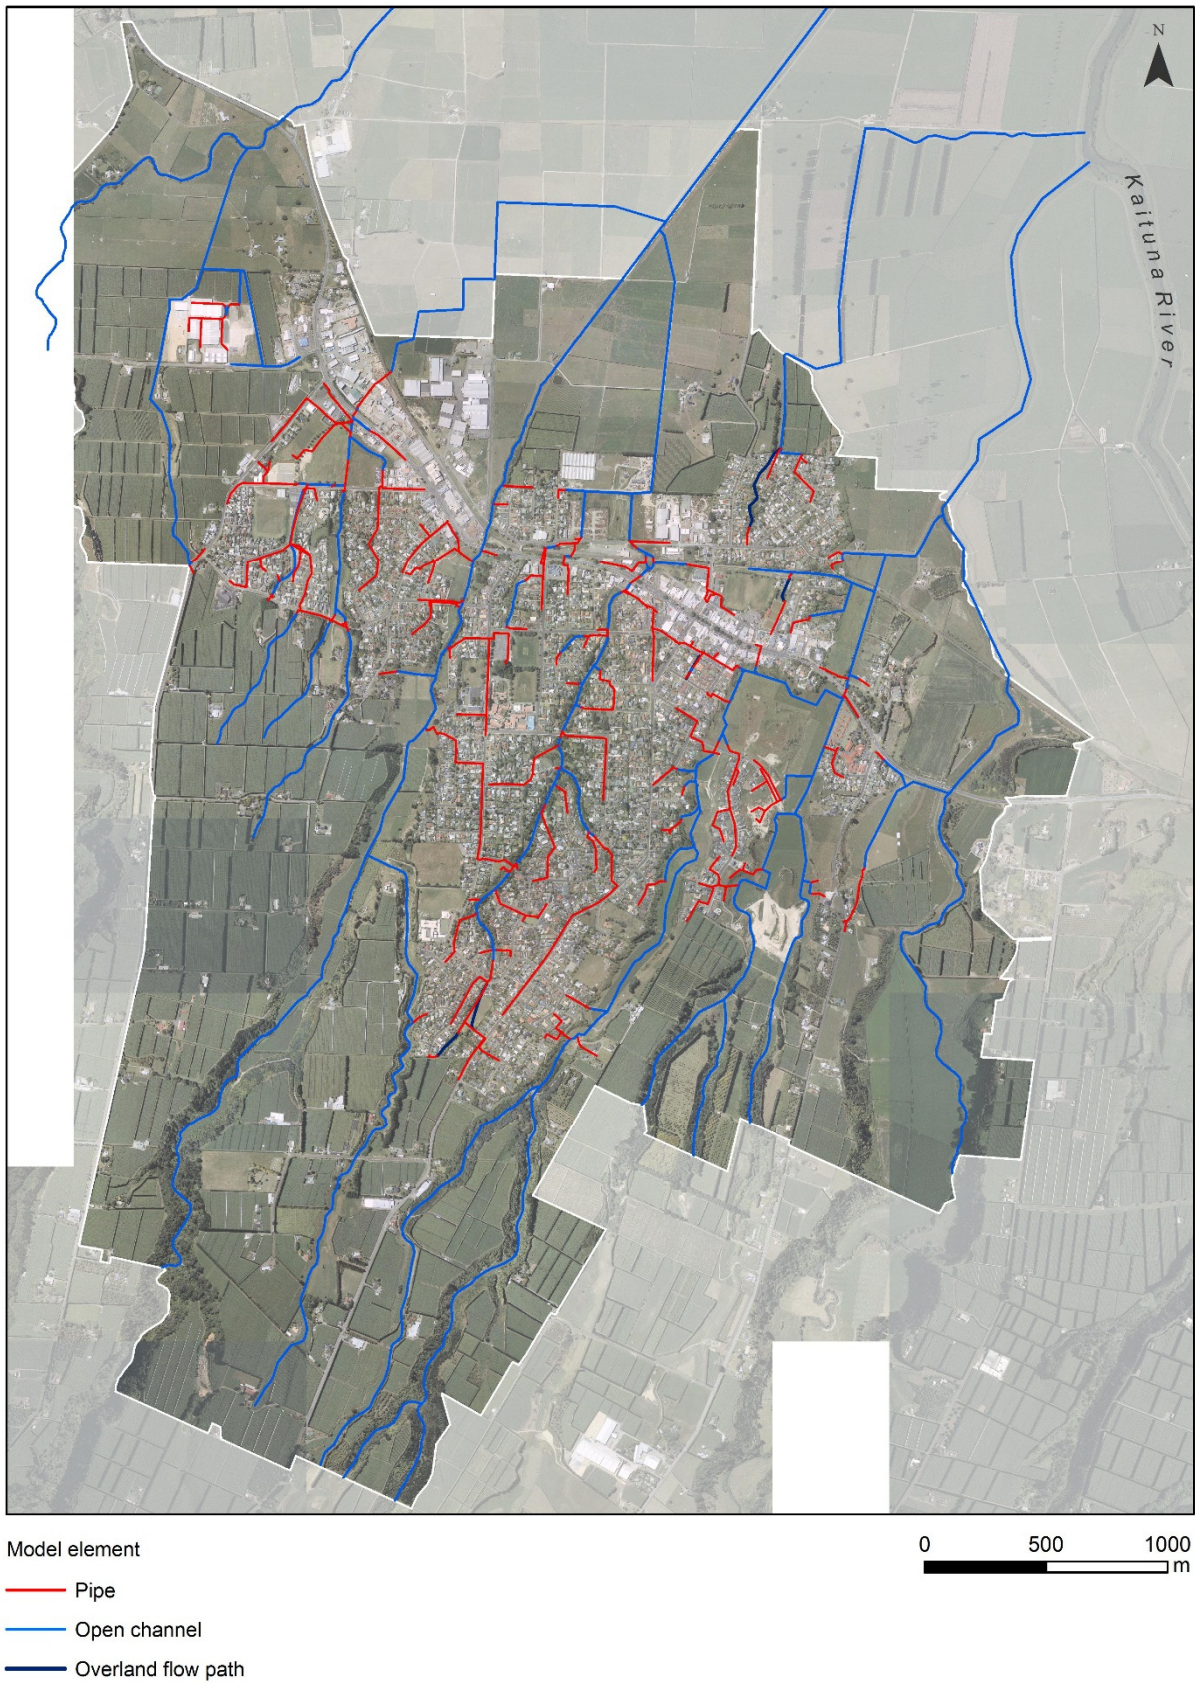 N
Kaituna River
Model element
Pipe
Open channel
Overland flow path
0 500 1000
m